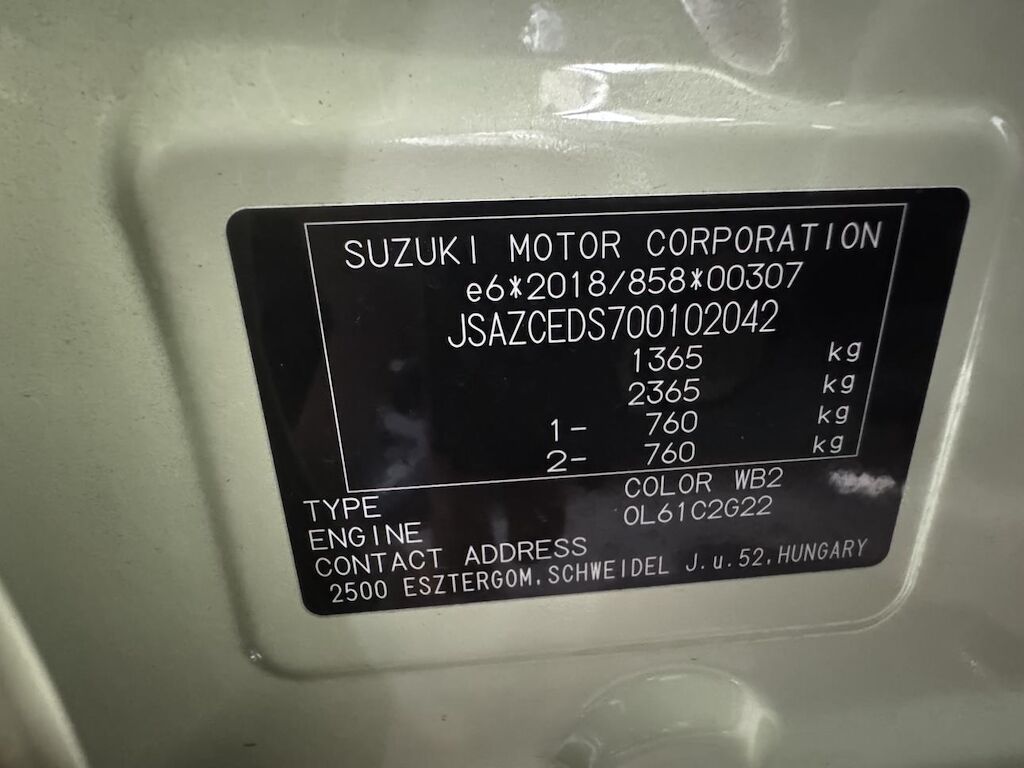 SUZUKI MOTOR CORPORATION
e6*2018/858*00307
JSAZCEDS700102042
1365 kg
2365 kg
1- 760 kg
2- 760 kg
TYPE COLOR WB2
ENGINE 0L61C2G22
CONTACT ADDRESS
2500 ESZTERGOM, SCHWEIDEL J.u.52, HUNGARY